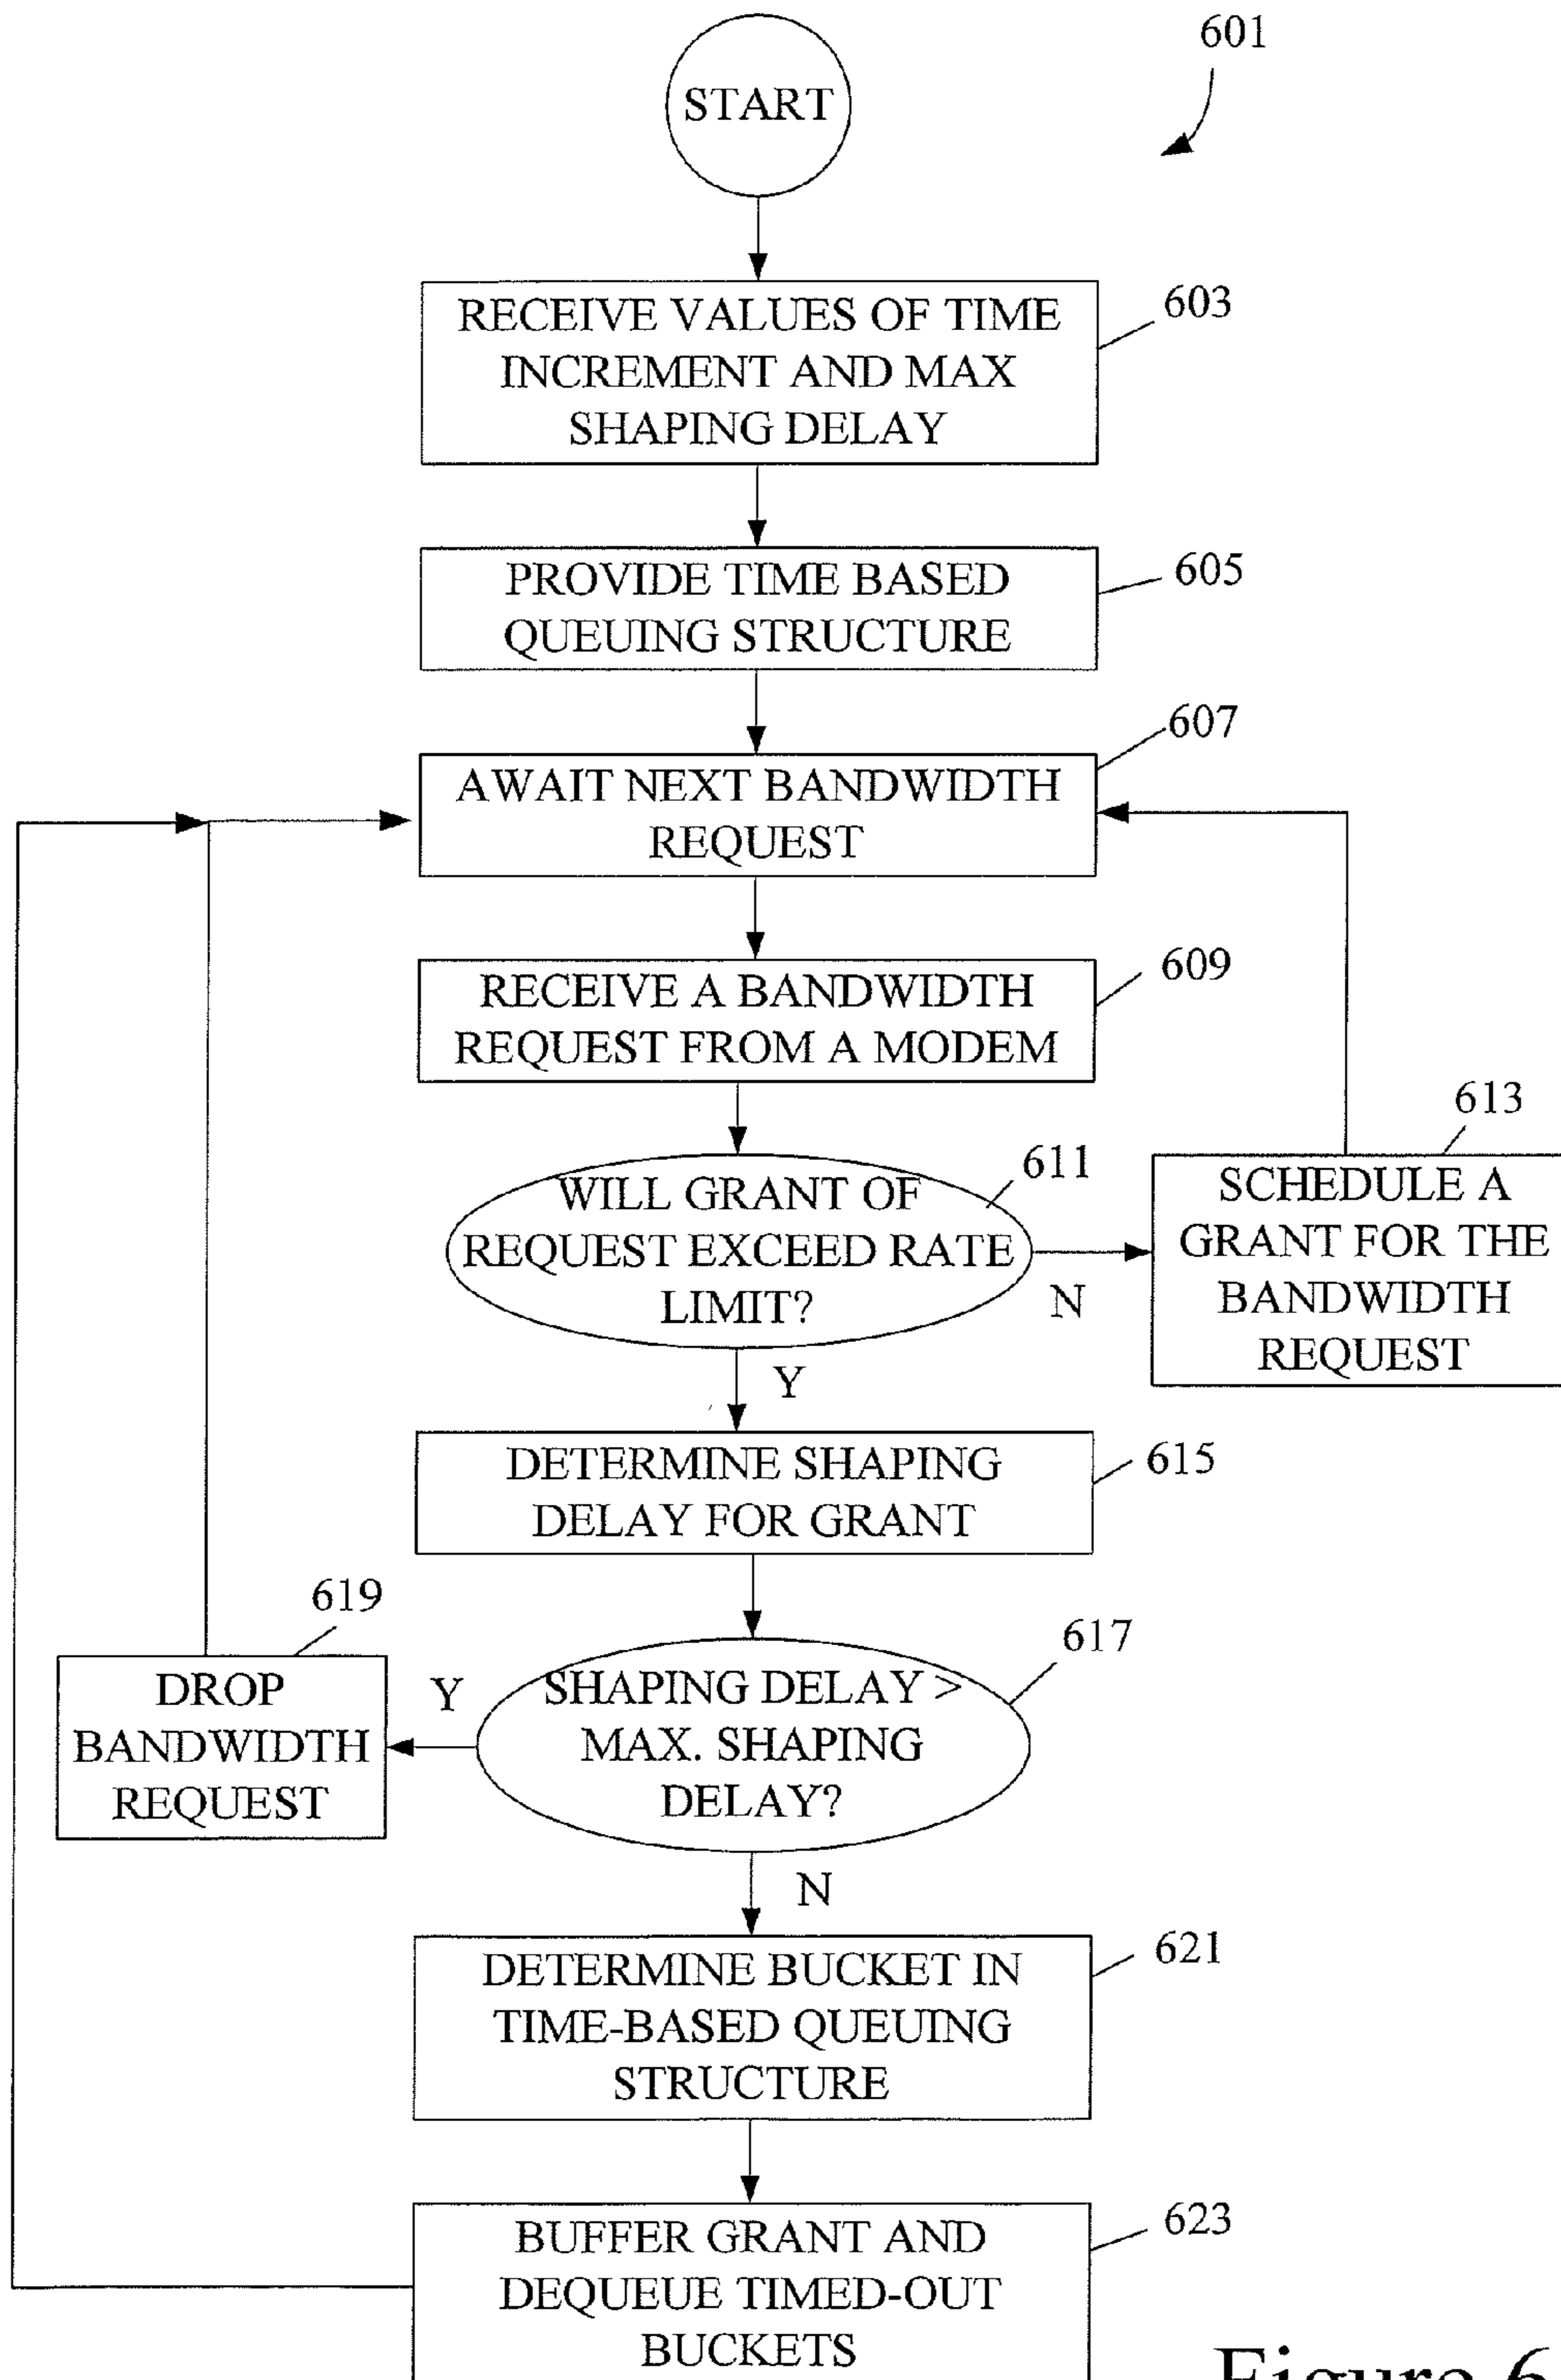 START
601
RECEIVE VALUES OF TIME
INCREMENT AND MAX
SHAPING DELAY
603
PROVIDE TIME BASED
QUEUING STRUCTURE
605
607
AWAIT NEXT BANDWIDTH
REQUEST
RECEIVE A BANDWIDTH
REQUEST FROM A MODEM
609
WILL GRANT OF
REQUEST EXCEED RATE
LIMIT?
611
N
613
SCHEDULE A
GRANT FOR THE
BANDWIDTH
REQUEST
Y
DETERMINE SHAPING
DELAY FOR GRANT
615
619
DROP
BANDWIDTH
REQUEST
Y
SHAPING DELAY >
MAX. SHAPING
DELAY?
617
N
DETERMINE BUCKET IN
TIME-BASED QUEUING
STRUCTURE
621
BUFFER GRANT AND
DEQUEUE TIMED-OUT
BUCKETS
623
Figure 6